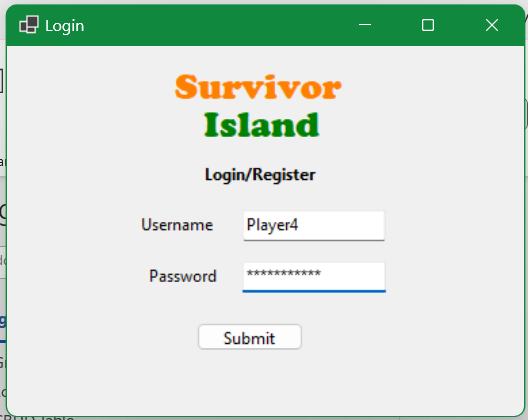 Login
Survivor
Island
Login/Register
Username Player4
Password ***********
Submit